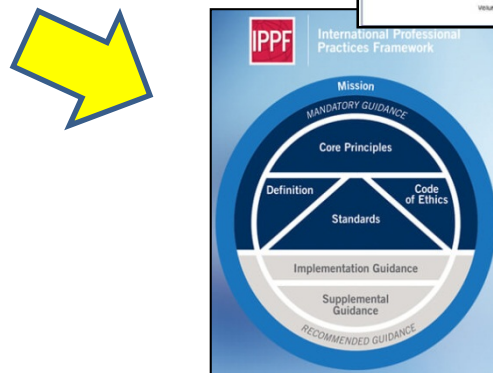 IPPF
International Professional
Practices Framework
Mission
MANDATORY GUIDANCE
Core Principles
Definition
Code
of Ethics
Standards
Implementation Guidance
Supplemental
Guidance
RECOMMENDED GUIDANCE